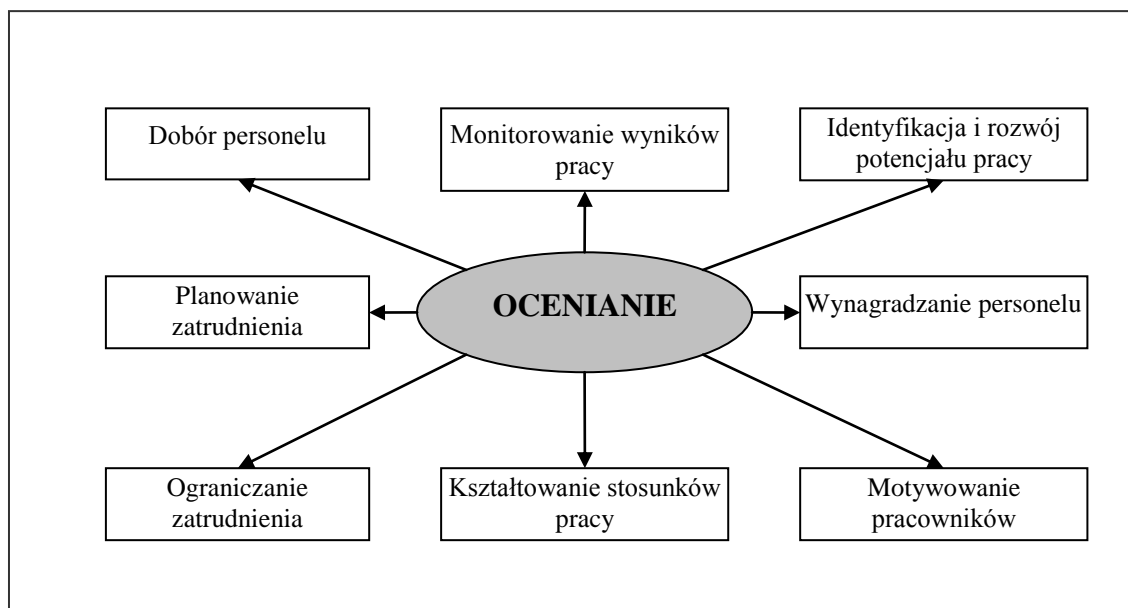 Dobór personelu
Monitorowanie wyników
pracy
Identyfikacja i rozwój
potencjału pracy
Planowanie
zatrudnienia
OCENIANIE
Wynagradzanie personelu
Ograniczanie
zatrudnienia
Kształtowanie stosunków
pracy
Motywowanie
pracowników